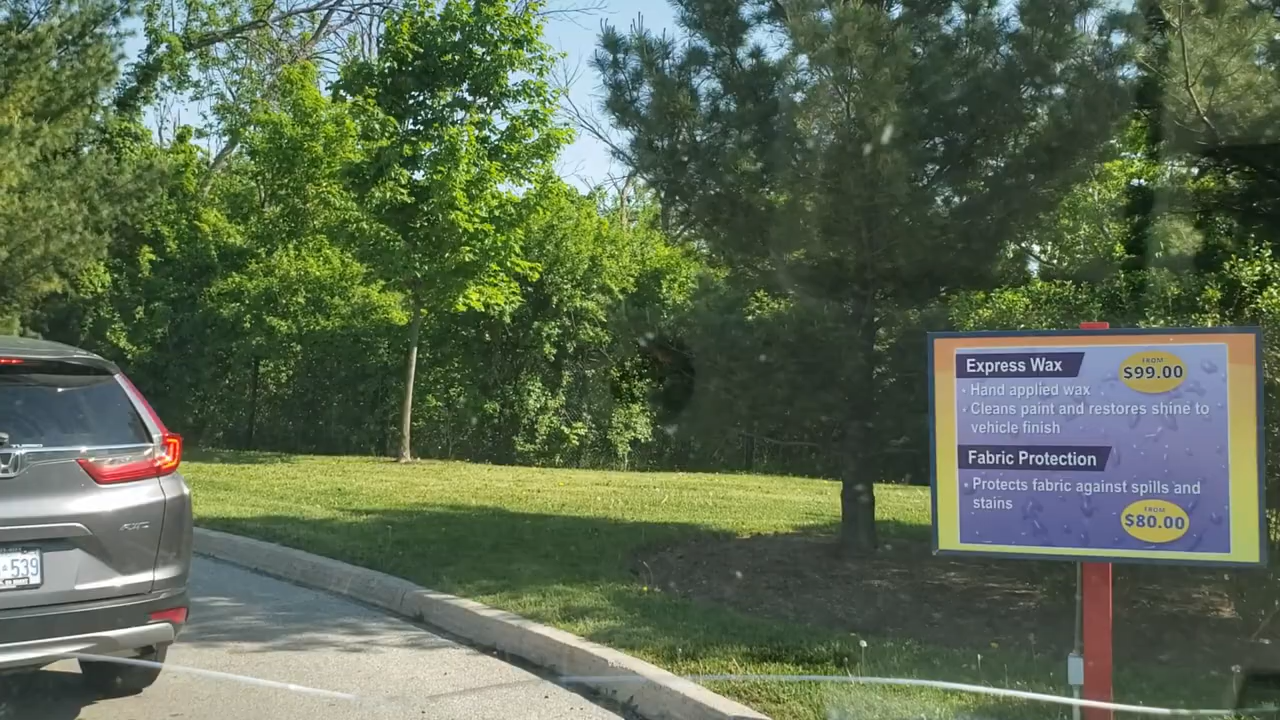 Express Wax
FROM
$99.00
• Hand applied wax
• Cleans paint and restores shine to
vehicle finish
Fabric Protection
• Protects fabric against spills and
stains
FROM
$80.00
-539